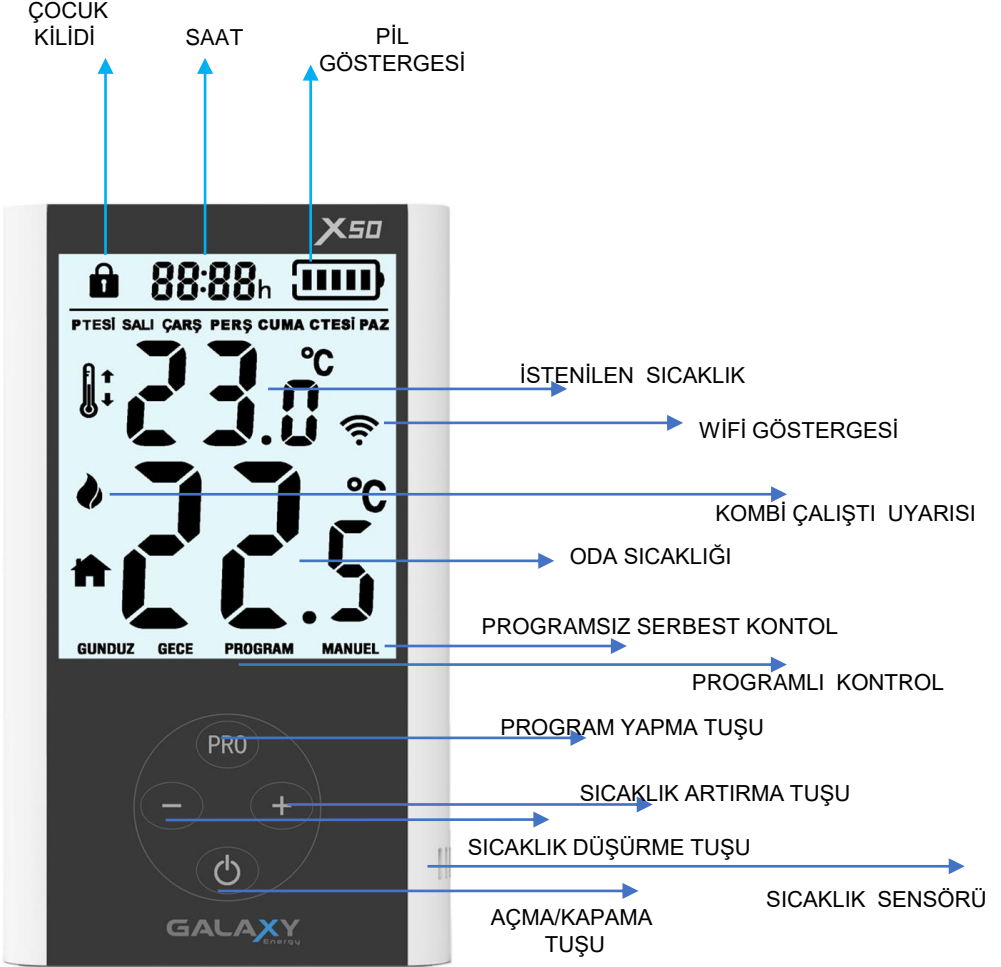 ÇOCUK
KİLİDİ
SAAT
PİL
GÖSTERGESİ
X50
88:88h
PTESİ SALI ÇARŞ PERŞ CUMA CTESİ PAZ
23.0 °C
İSTENİLEN SICAKLIK
WİFİ GÖSTERGESİ
22.5 °C
KOMBİ ÇALIŞTI UYARISI
ODA SICAKLIĞI
PROGRAMSIZ SERBEST KONTOL
GUNDUZ GECE PROGRAM MANUEL
PROGRAMLI KONTROL
PROGRAM YAPMA TUŞU
PRO
SICAKLIK ARTIRMA TUŞU
− +
SICAKLIK DÜŞÜRME TUŞU
SICAKLIK SENSÖRÜ
AÇMA/KAPAMA
TUŞU
GALAXY
Energy